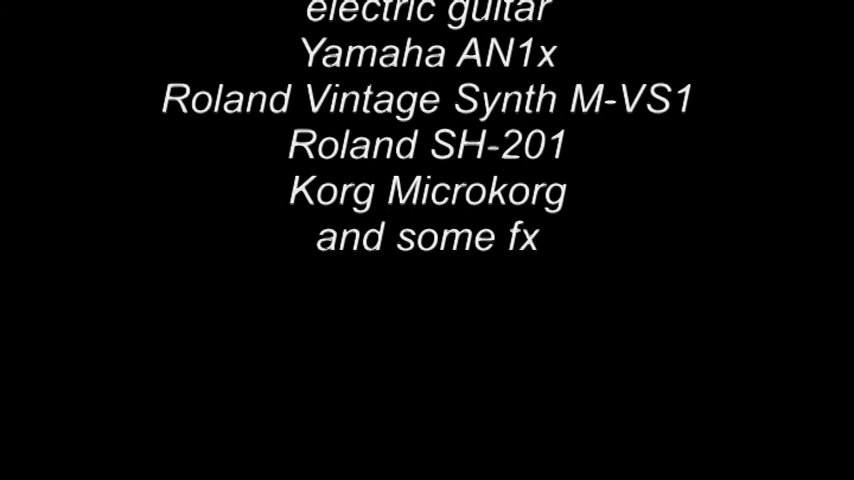 electric guitar
Yamaha AN1x
Roland Vintage Synth M-VS1
Roland SH-201
Korg Microkorg
and some fx